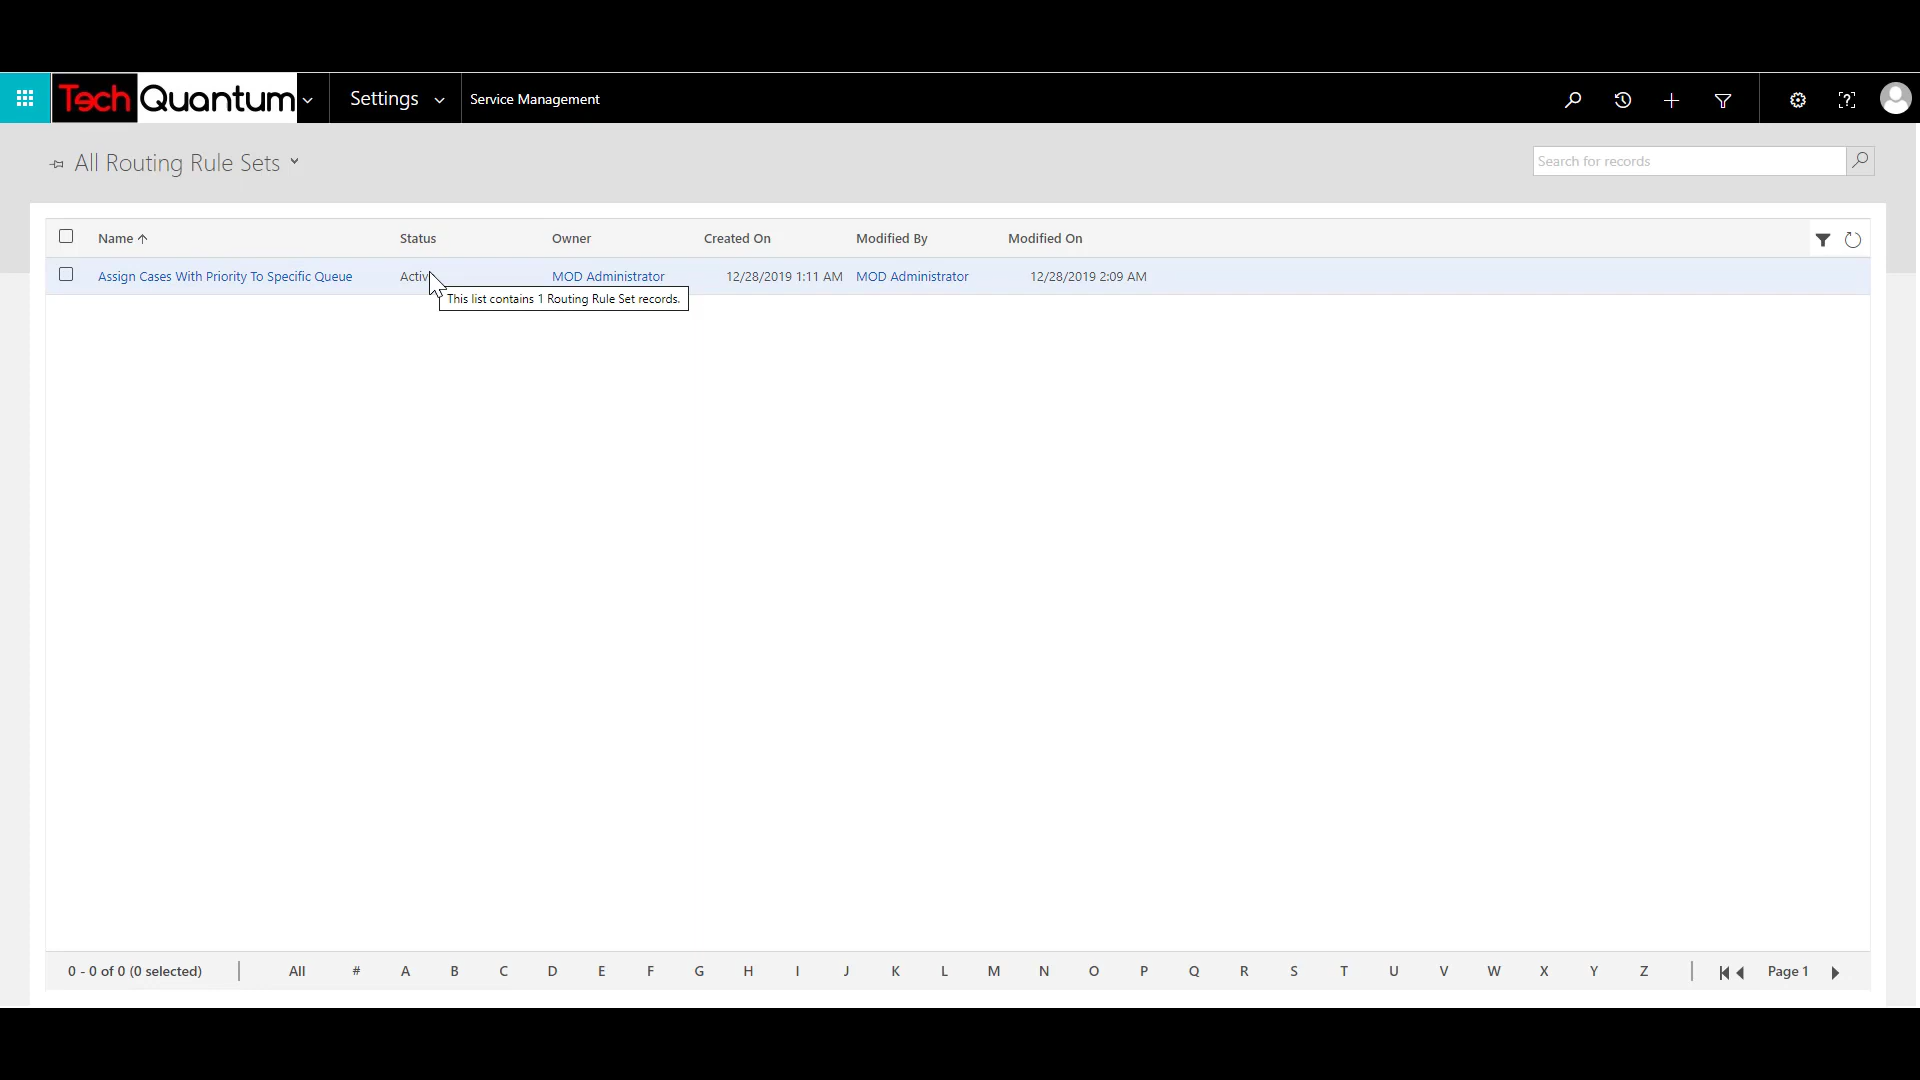 Tech Quantum
Settings
Service Management
All Routing Rule Sets
Search for records
Name Status Owner Created On Modified By Modified On
Assign Cases With Priority To Specific Queue MOD Administrator 12/28/2019 1:11 AM MOD Administrator 12/28/2019 2:09 AM
This list contains 1 Routing Rule Set records.
0 - 0 of 0 (0 selected) All # A B C D E F G H I J K L M N O P Q R S T U V W X Y Z Page 1